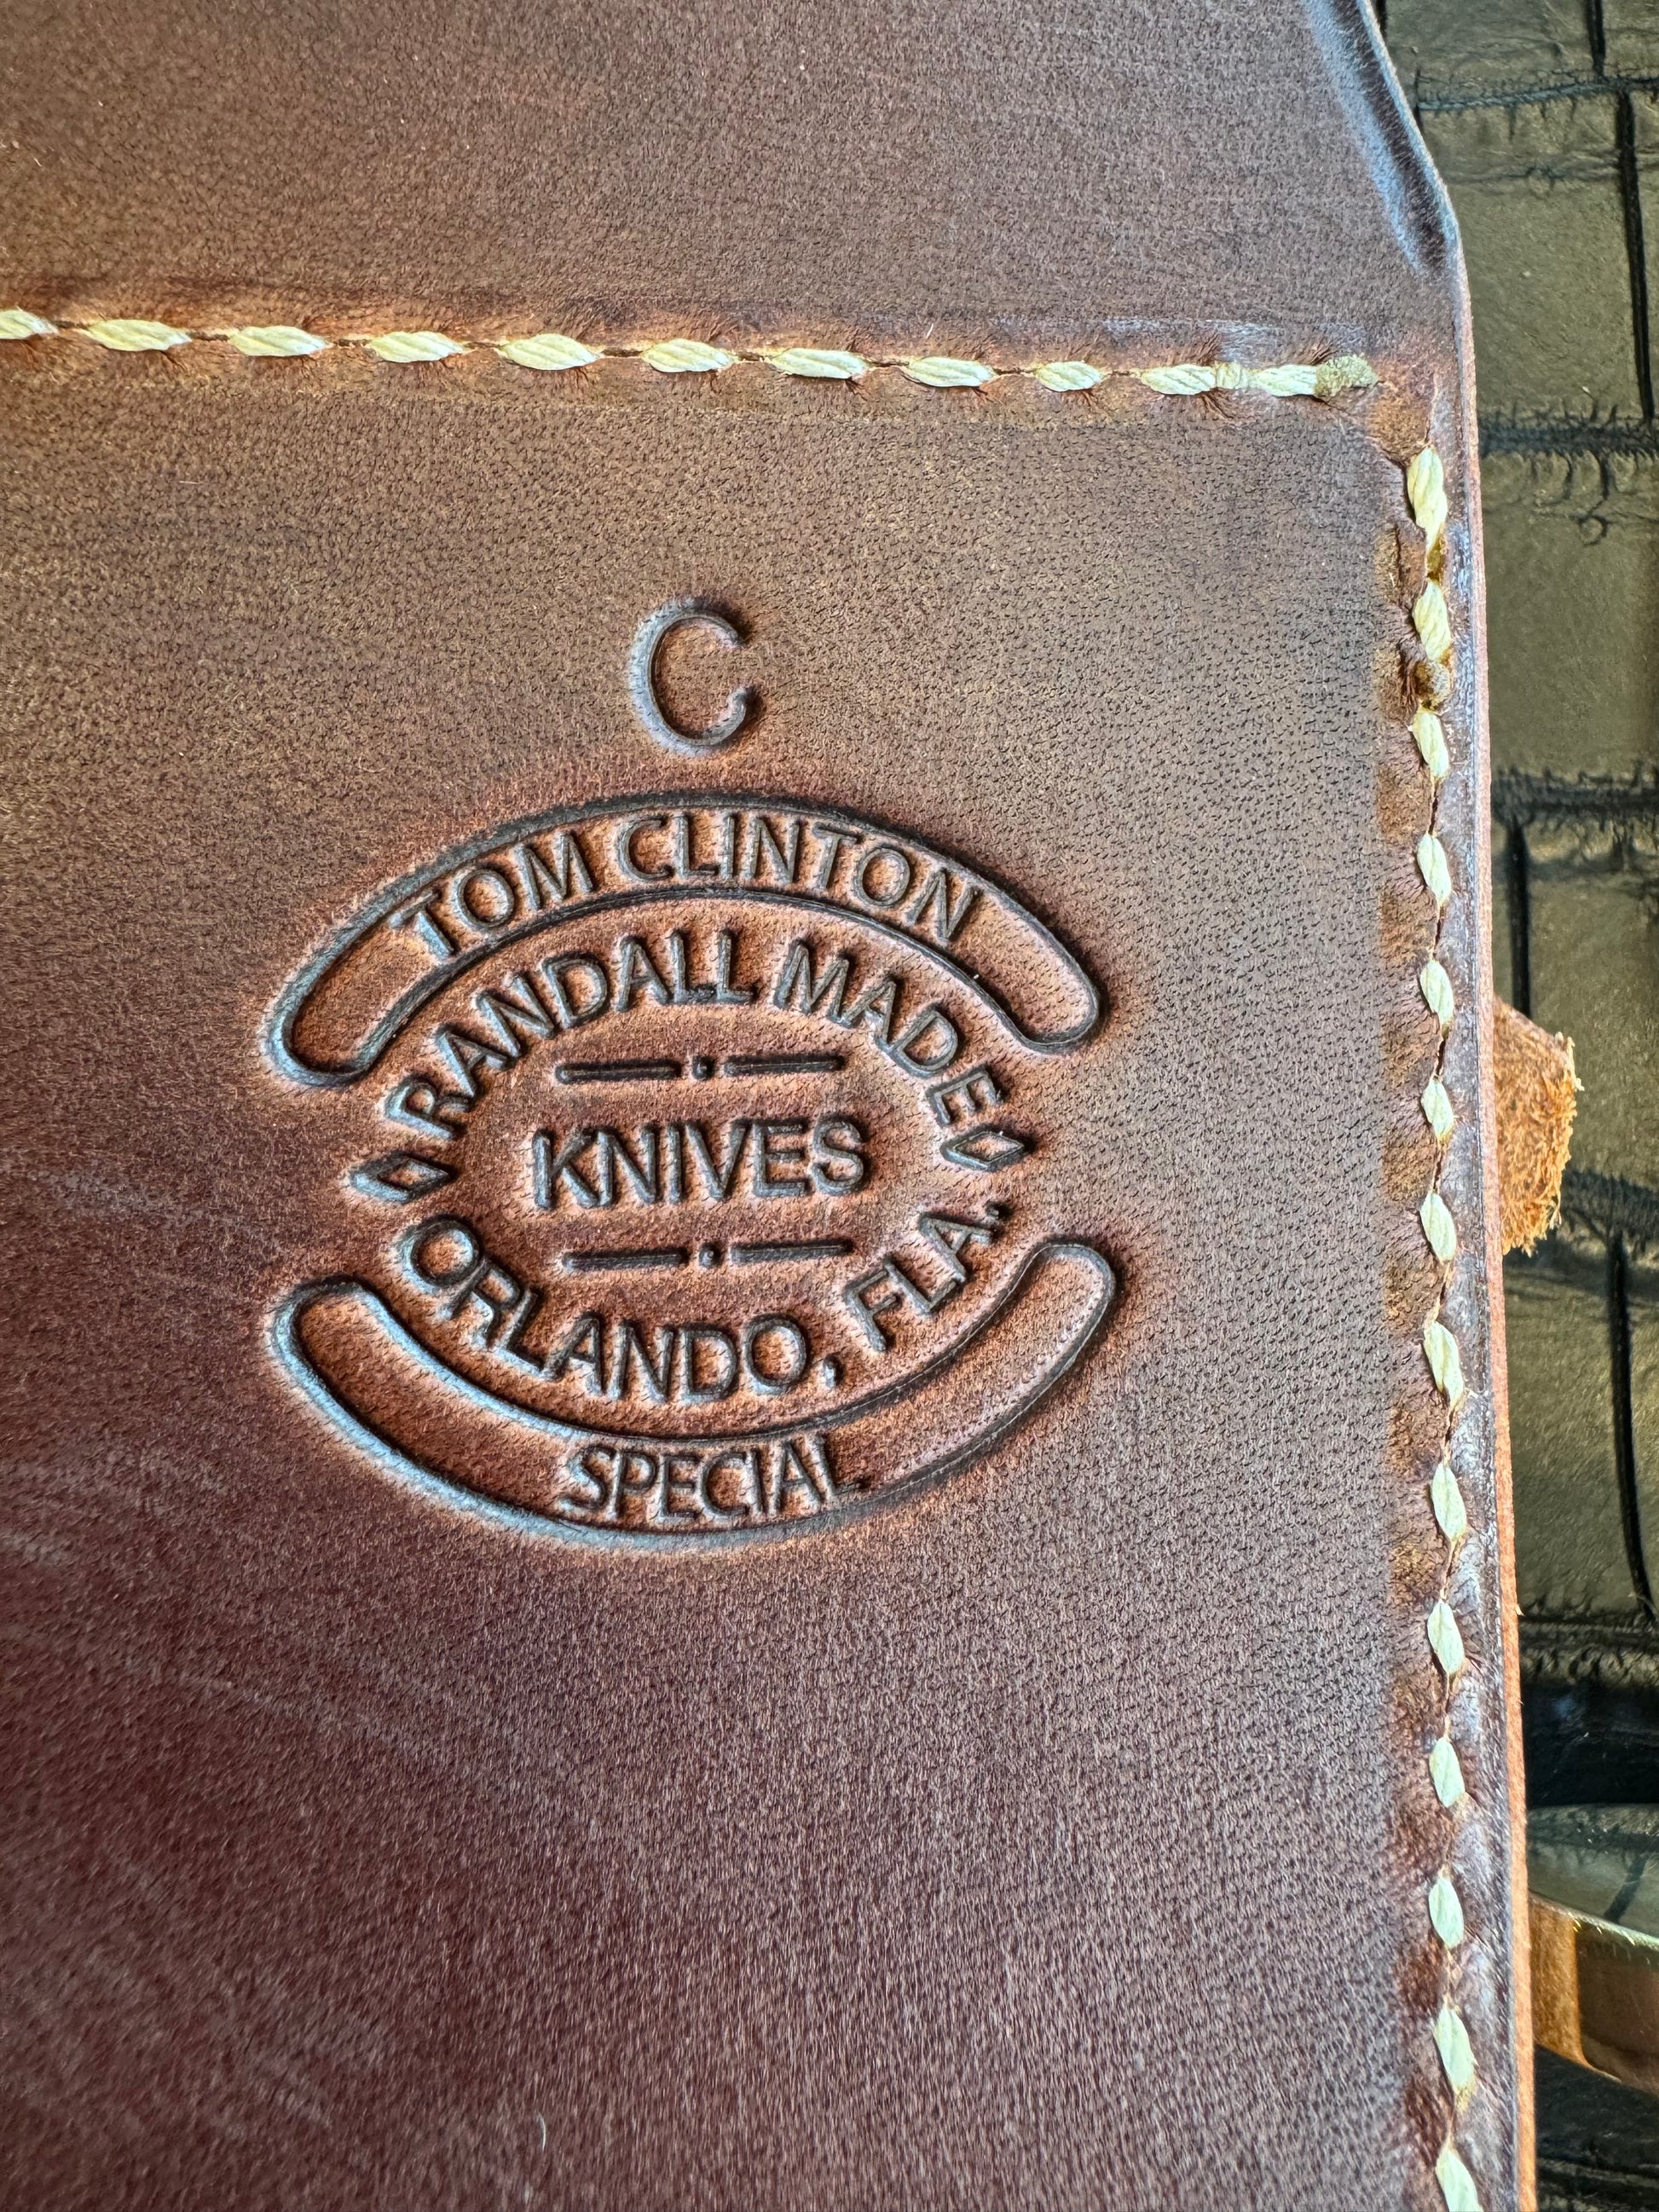 C
TOM CLINTON
RANDALL MADE
KNIVES
ORLANDO, FLA.
SPECIAL